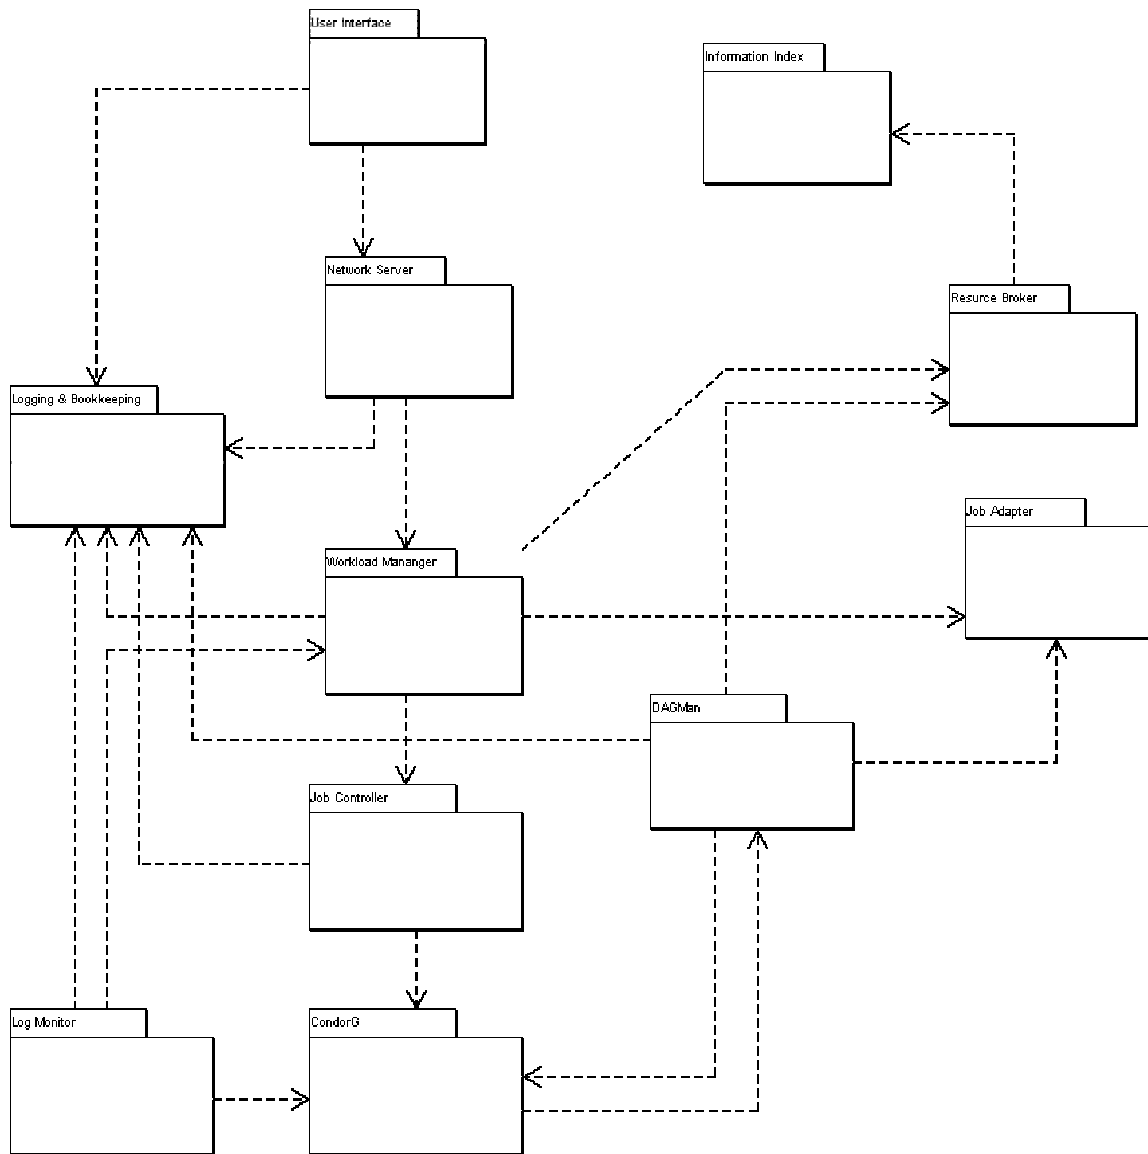 User Interface
Information Index
Network Server
Resurce Broker
Logging & Bookkeeping
Job Adapter
Workload Mananger
DAGMan
Job Controller
Log Monitor
CondorG